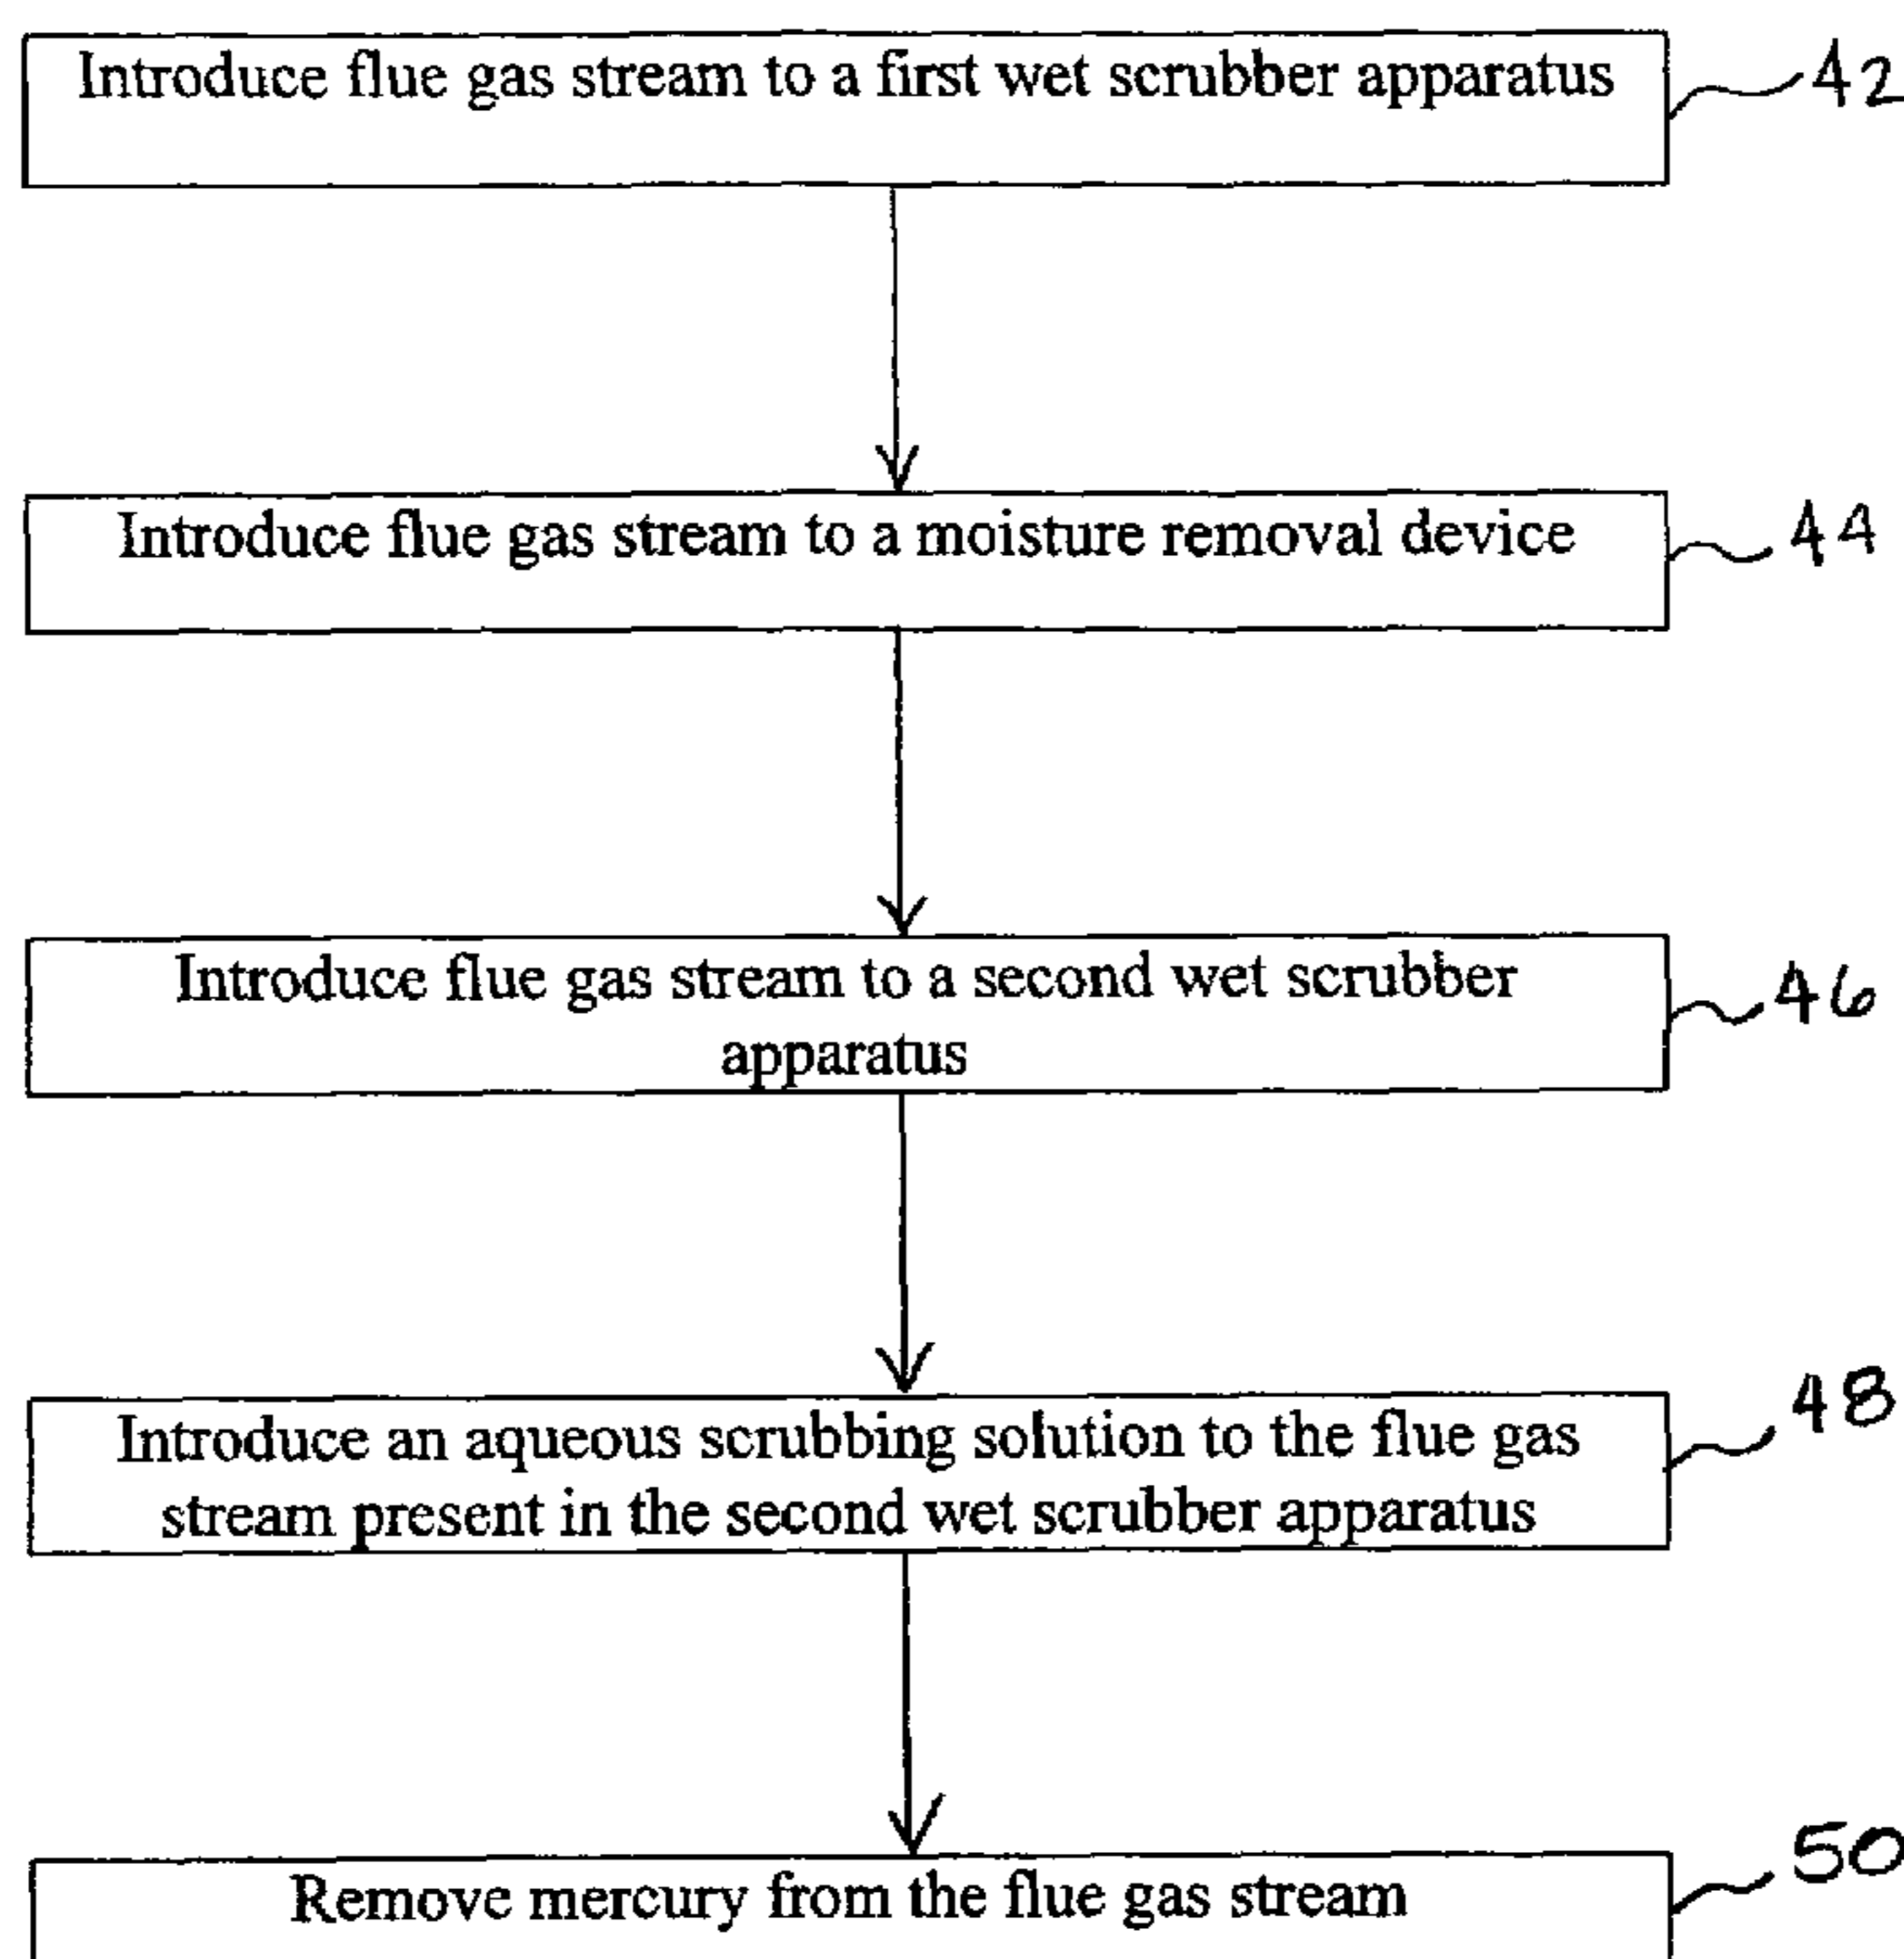 Introduce flue gas stream to a first wet scrubber apparatus
42
Introduce flue gas stream to a moisture removal device
44
Introduce flue gas stream to a second wet scrubber
apparatus
46
Introduce an aqueous scrubbing solution to the flue gas
stream present in the second wet scrubber apparatus
48
Remove mercury from the flue gas stream
50